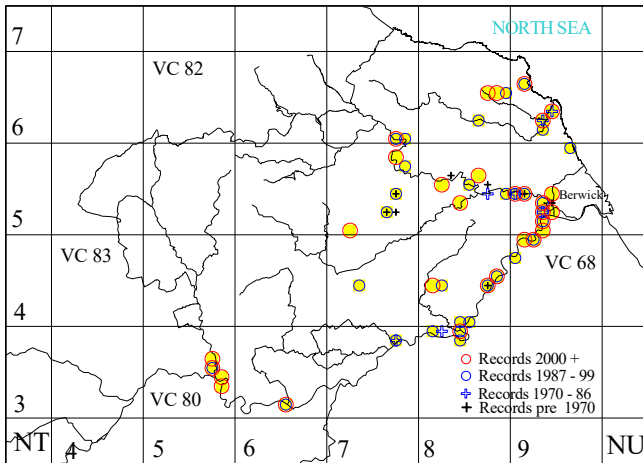 NORTH SEA
7
VC 82
6
Berwick
5
VC 83
VC 68
4
Records 2000 +
Records 1987 - 99
Records 1970 - 86
Records pre 1970
VC 80
3
NT 4 5 6 7 8 9 NU